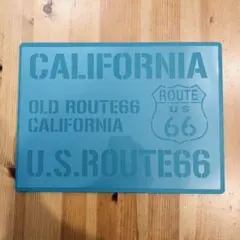 CALIFORNIA
OLD ROUTE66
CALIFORNIA
ROUTE
US
66
U.S.ROUTE66